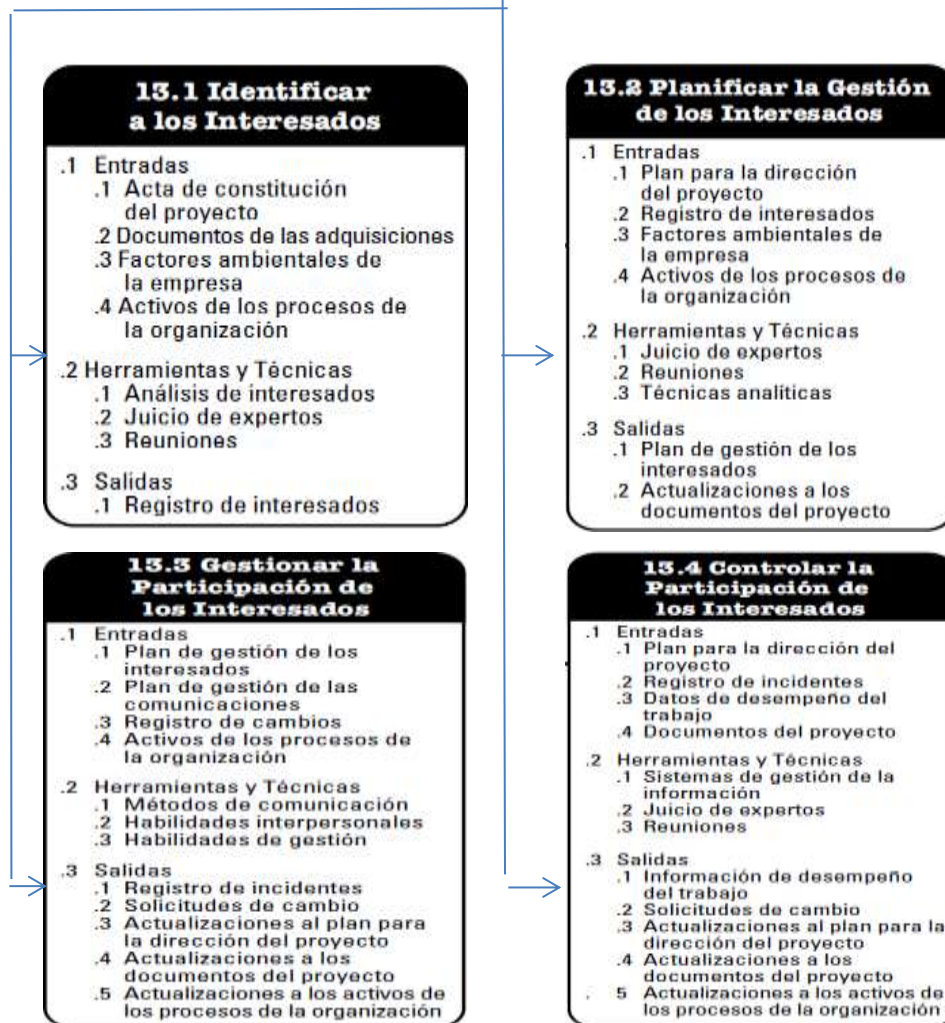 13.1 Identificar
a los Interesados
.1 Entradas
.1 Acta de constitución
del proyecto
.2 Documentos de las adquisiciones
.3 Factores ambientales de
la empresa
.4 Activos de los procesos de
la organización
.2 Herramientas y Técnicas
.1 Análisis de interesados
.2 Juicio de expertos
.3 Reuniones
.3 Salidas
.1 Registro de interesados
13.2 Planificar la Gestión
de los Interesados
.1 Entradas
.1 Plan para la dirección
del proyecto
.2 Registro de interesados
.3 Factores ambientales de
la empresa
.4 Activos de los procesos de
la organización
.2 Herramientas y Técnicas
.1 Juicio de expertos
.2 Reuniones
.3 Técnicas analíticas
.3 Salidas
.1 Plan de gestión de los
interesados
.2 Actualizaciones a los
documentos del proyecto
13.3 Gestionar la
Participación de
los Interesados
.1 Entradas
.1 Plan de gestión de los
interesados
.2 Plan de gestión de las
comunicaciones
.3 Registro de cambios
.4 Activos de los procesos de
la organización
.2 Herramientas y Técnicas
.1 Métodos de comunicación
.2 Habilidades interpersonales
.3 Habilidades de gestión
.3 Salidas
.1 Registro de incidentes
.2 Solicitudes de cambio
.3 Actualizaciones al plan para
la dirección del proyecto
.4 Actualizaciones a los
documentos del proyecto
.5 Actualizaciones a los activos de
los procesos de la organización
13.4 Controlar la
Participación de
los Interesados
.1 Entradas
.1 Plan para la dirección del
proyecto
.2 Registro de incidentes
.3 Datos de desempeño del
trabajo
.4 Documentos del proyecto
.2 Herramientas y Técnicas
.1 Sistemas de gestión de la
información
.2 Juicio de expertos
.3 Reuniones
.3 Salidas
.1 Información de desempeño
del trabajo
.2 Solicitudes de cambio
.3 Actualizaciones al plan para la
dirección del proyecto
.4 Actualizaciones a los
documentos del proyecto
. 5 Actualizaciones a los activos de
los procesos de la organización